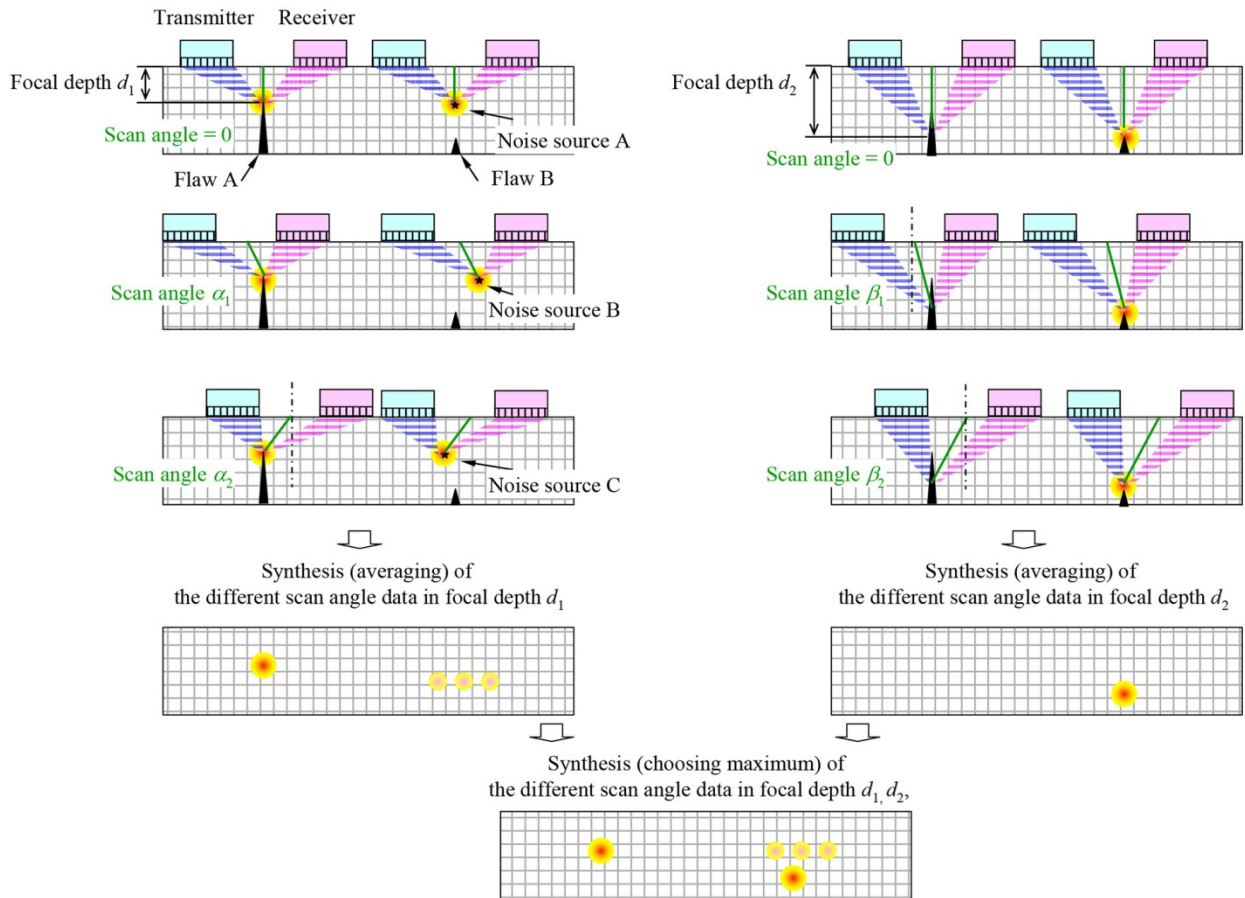 Transmitter Receiver
Focal depth d1
Scan angle = 0
Noise source A
Flaw A
Flaw B
Focal depth d2
Scan angle = 0
Scan angle α1
Noise source B
Scan angle β1
Scan angle α2
Noise source C
Scan angle β2
Synthesis (averaging) of
the different scan angle data in focal depth d1
Synthesis (averaging) of
the different scan angle data in focal depth d2
Synthesis (choosing maximum) of
the different scan angle data in focal depth d1, d2,